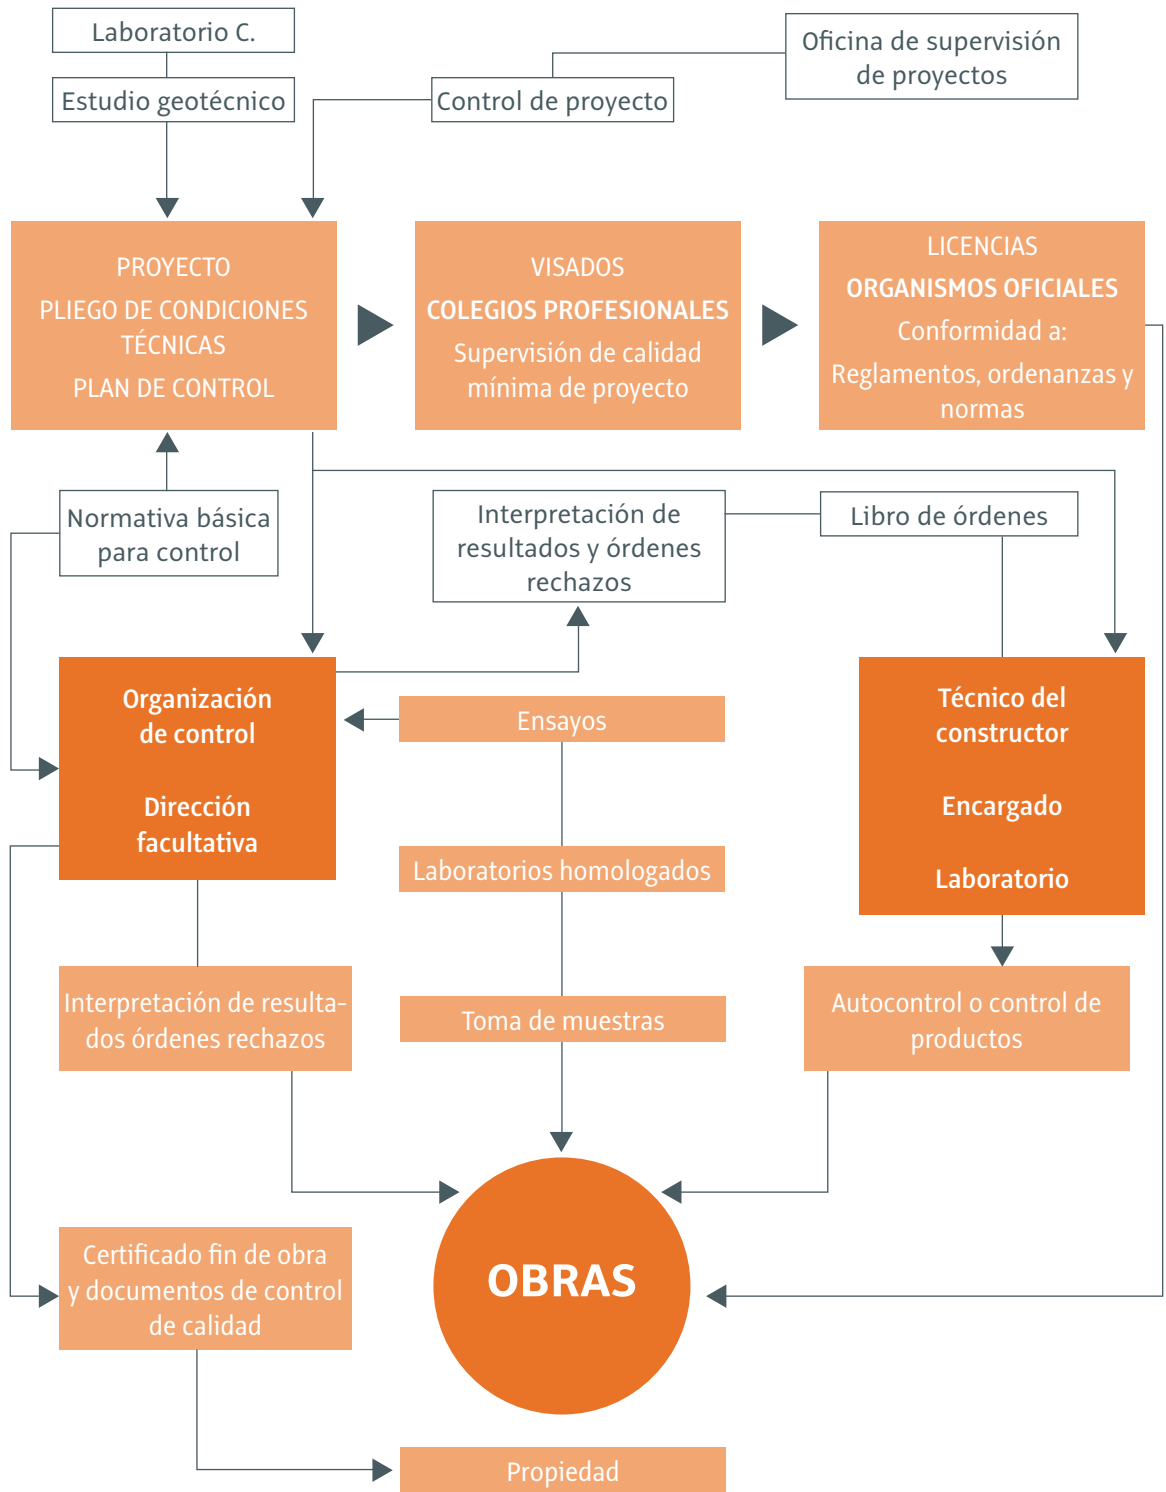 Laboratorio C.
Estudio geotécnico
Control de proyecto
Oficina de supervisión
de proyectos
PROYECTO
PLIEGO DE CONDICIONES
TÉCNICAS
PLAN DE CONTROL
VISADOS
COLEGIOS PROFESIONALES
Supervisión de calidad
mínima de proyecto
LICENCIAS
ORGANISMOS OFICIALES
Conformidad a:
Reglamentos, ordenanzas y
normas
Normativa básica
para control
Interpretación de
resultados y órdenes
rechazos
Libro de órdenes
Organización
de control
Dirección
facultativa
Ensayos
Laboratorios homologados
Toma de muestras
Técnico del
constructor
Encargado
Laboratorio
Interpretación de resulta-
dos órdenes rechazos
Autocontrol o control de
productos
Certificado fin de obra
y documentos de control
de calidad
OBRAS
Propiedad